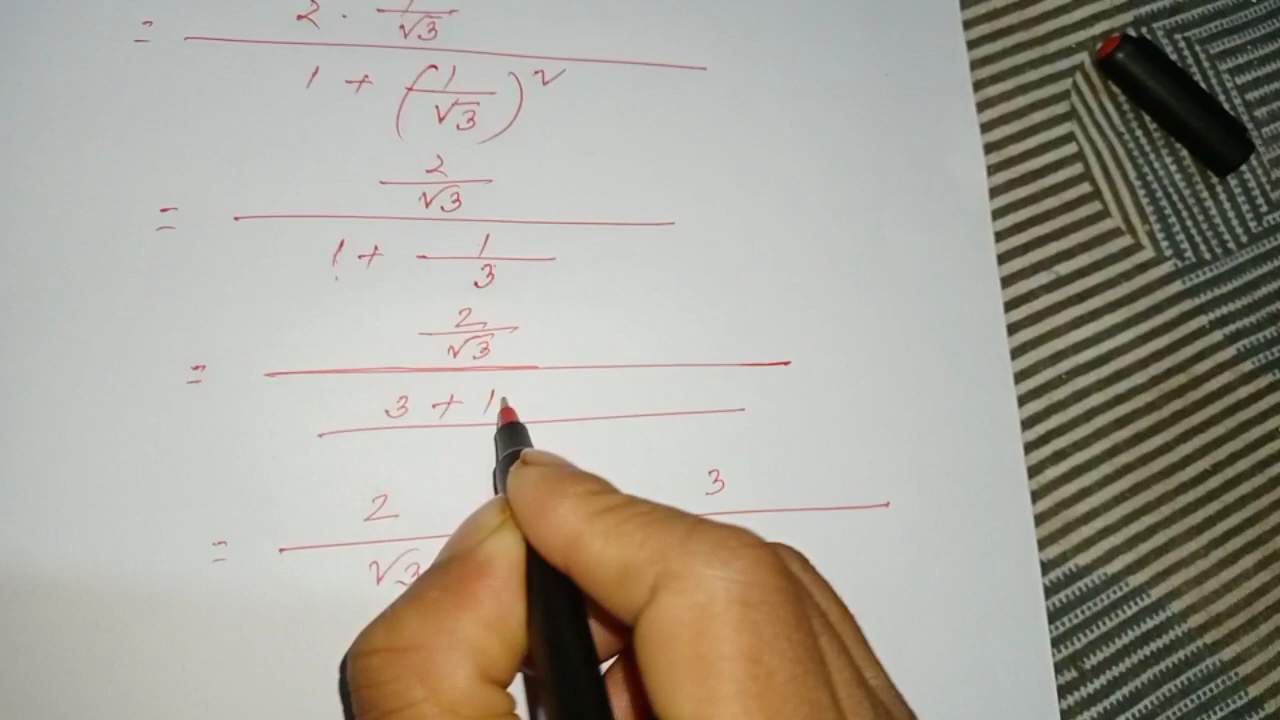 = 2 · 1/√3
1 + (1/√3)²
= 2/√3
1 + 1/3
= 2/√3
3 + 1
= 2/√3 3